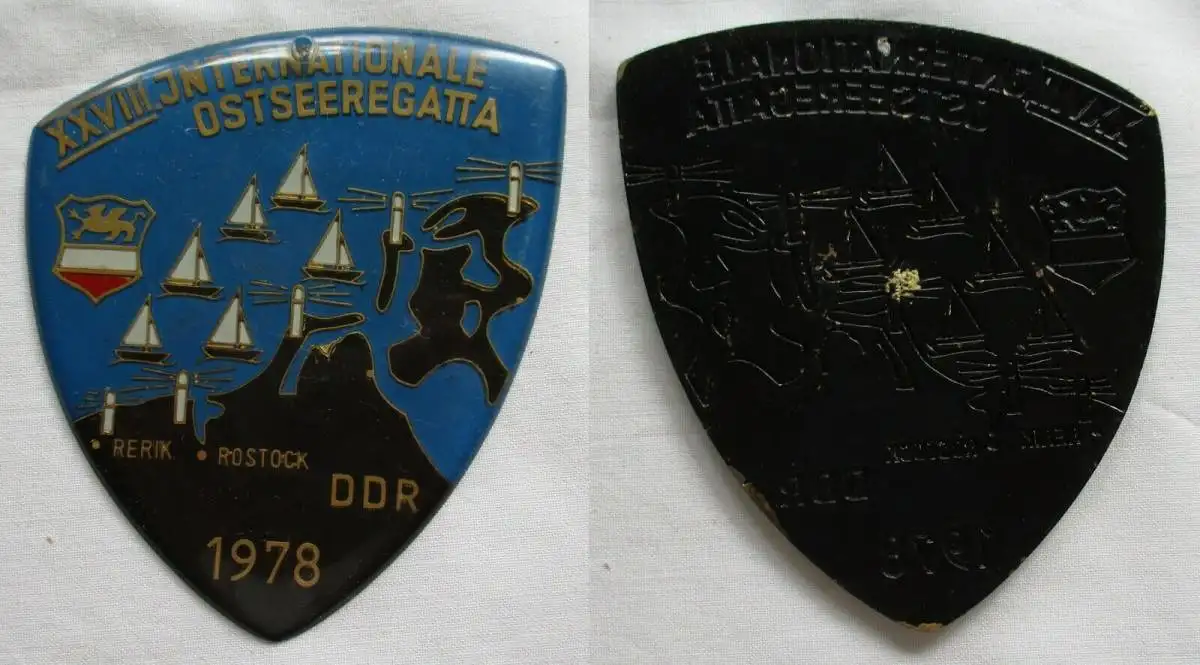 XXVIII. JNTERNATIONALE
OSTSEEREGATTA
RERIK
ROSTOCK
DDR
1978